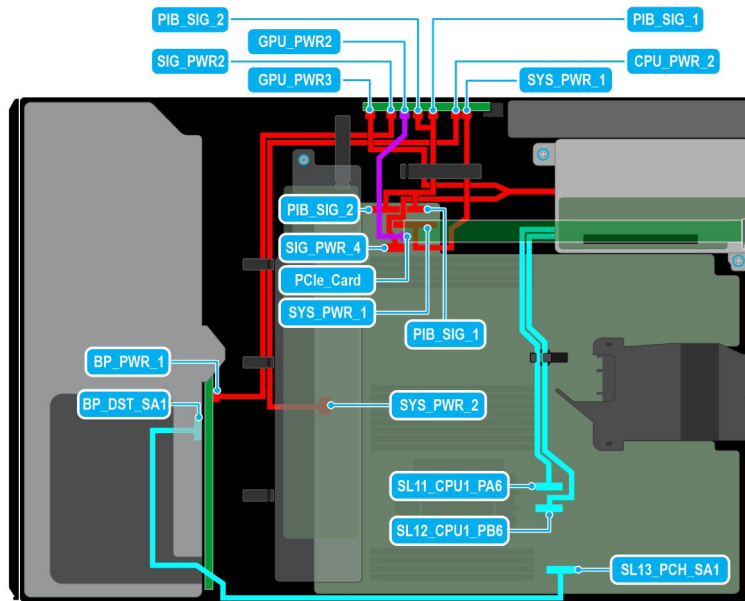 PIB_SIG_2
PIB_SIG_1
GPU_PWR2
SIG_PWR2
CPU_PWR_2
GPU_PWR3
SYS_PWR_1
PIB_SIG_2
SIG_PWR_4
PCIe_Card
SYS_PWR_1
PIB_SIG_1
BP_PWR_1
BP_DST_SA1
SYS_PWR_2
SL11_CPU1_PA6
SL12_CPU1_PB6
SL13_PCH_SA1